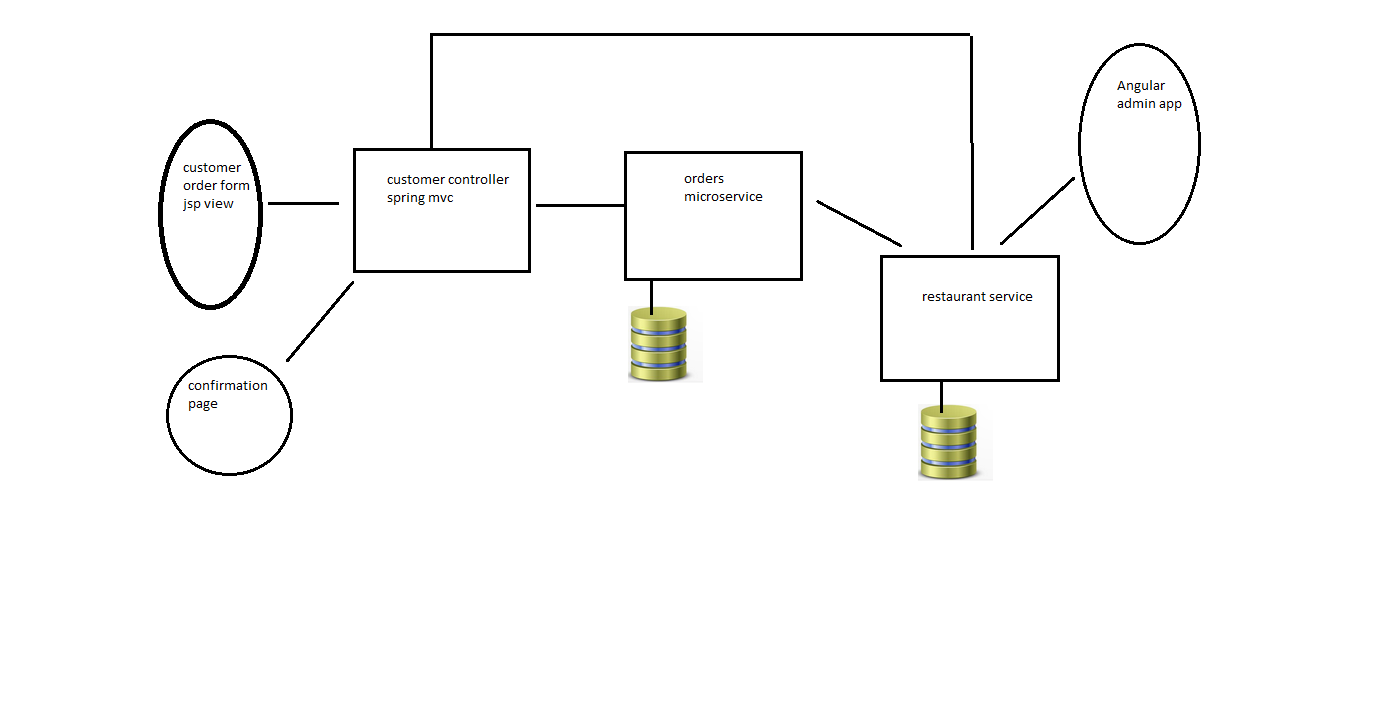 customer
order form
jsp view
customer controller
spring mvc
orders
microservice
Angular
admin app
restaurant service
confirmation
page